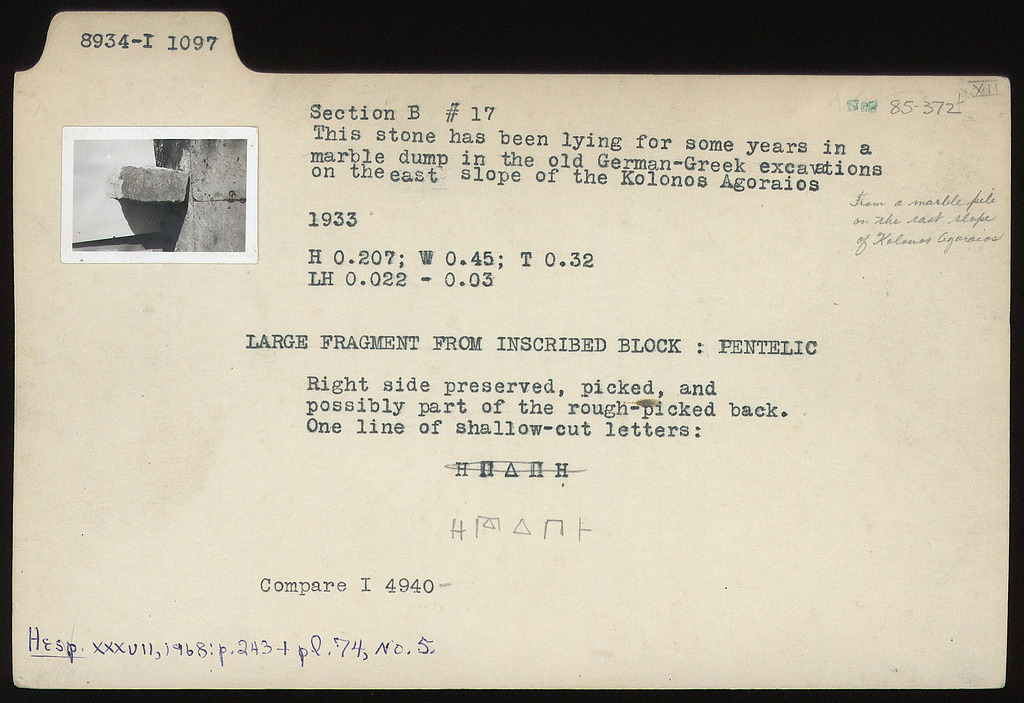 8934-I 1097
XII
85-372
Section B # 17
This stone has been lying for some years in a
marble dump in the old German-Greek excavations
on the east slope of the Kolonos Agoraios
From a marble pile
on the east slope
of Kolonos Agoraios
1933
H 0.207; W 0.45; T 0.32
LH 0.022 - 0.03
LARGE FRAGMENT FROM INSCRIBED BLOCK : PENTELIC
Right side preserved, picked, and
possibly part of the rough-picked back.
One line of shallow-cut letters:
Η Π Δ Π Η
Η 𐅄 Δ Π Ͱ
Compare I 4940-
Hesp. XXXVII, 1968: p. 243 + pl. 74, No. 5.